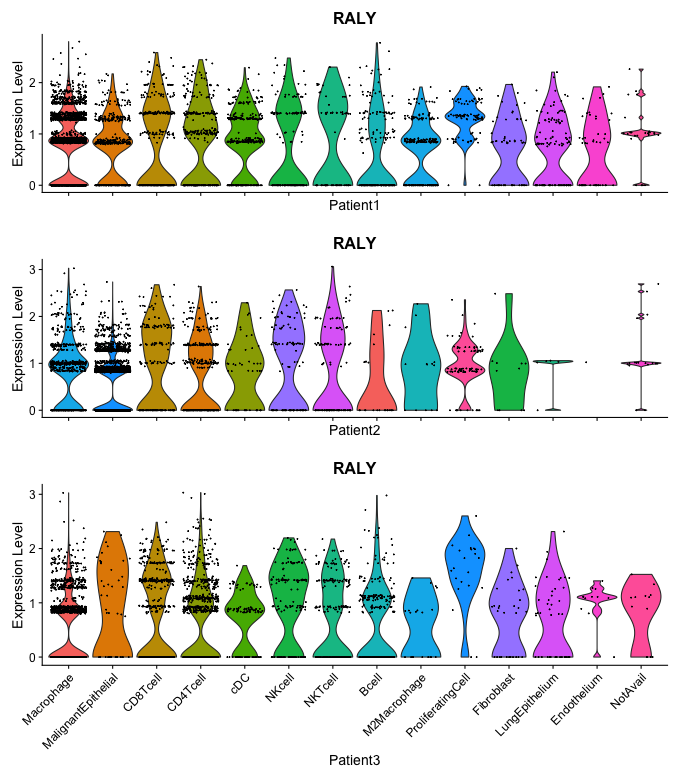 RALY
Expression Level
2
1
0
Patient1
RALY
Expression Level
3
2
1
0
Patient2
RALY
Expression Level
3
2
1
0
Macrophage
MalignantEpithelial
CD8Tcell
CD4Tcell
cDC
NKcell
NKTcell
Bcell
M2Macrophage
ProliferatingCell
Fibroblast
LungEpithelium
Endothelium
NotAvail
Patient3